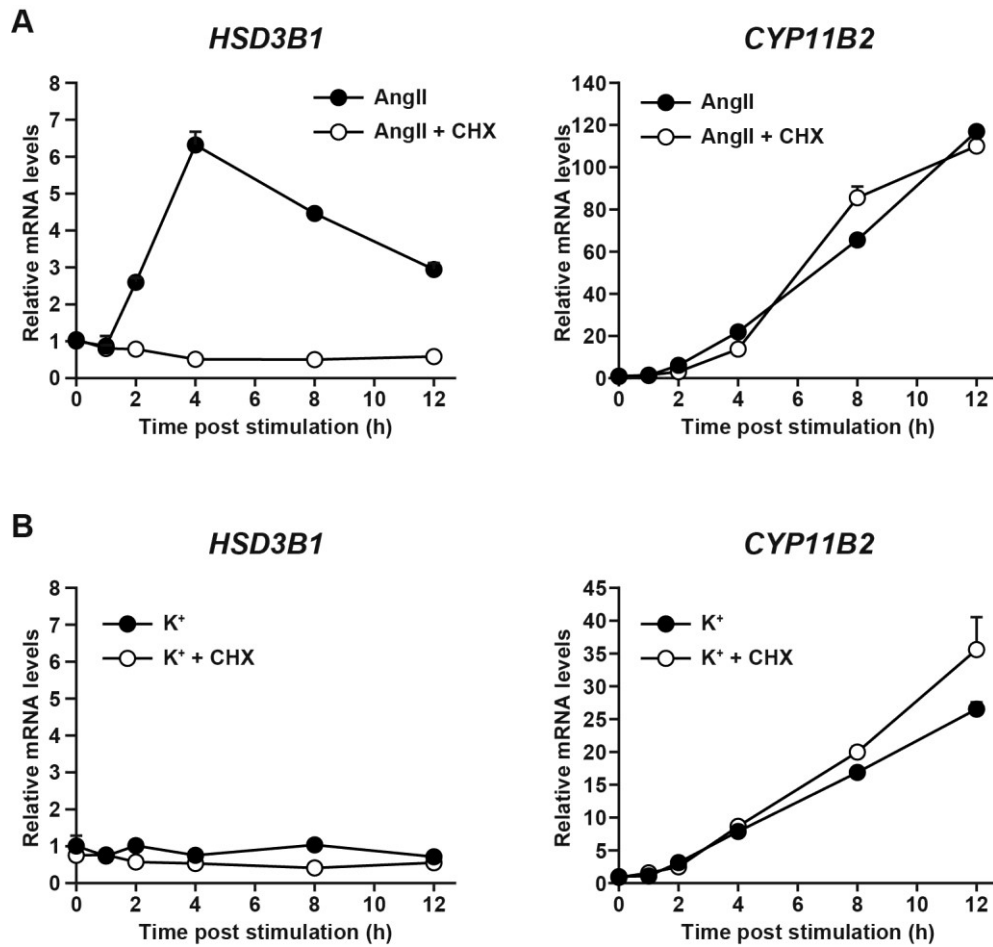 A
HSD3B1
CYP11B2
Relative mRNA levels
8
7
6
5
4
3
2
1
0
AngII
AngII + CHX
0 2 4 6 8 10 12
Time post stimulation (h)
Relative mRNA levels
140
120
100
80
60
40
20
0
AngII
AngII + CHX
0 2 4 6 8 10 12
Time post stimulation (h)
B
HSD3B1
CYP11B2
Relative mRNA levels
8
7
6
5
4
3
2
1
0
K⁺
K⁺ + CHX
0 2 4 6 8 10 12
Time post stimulation (h)
Relative mRNA levels
45
40
35
30
25
20
15
10
5
0
K⁺
K⁺ + CHX
0 2 4 6 8 10 12
Time post stimulation (h)